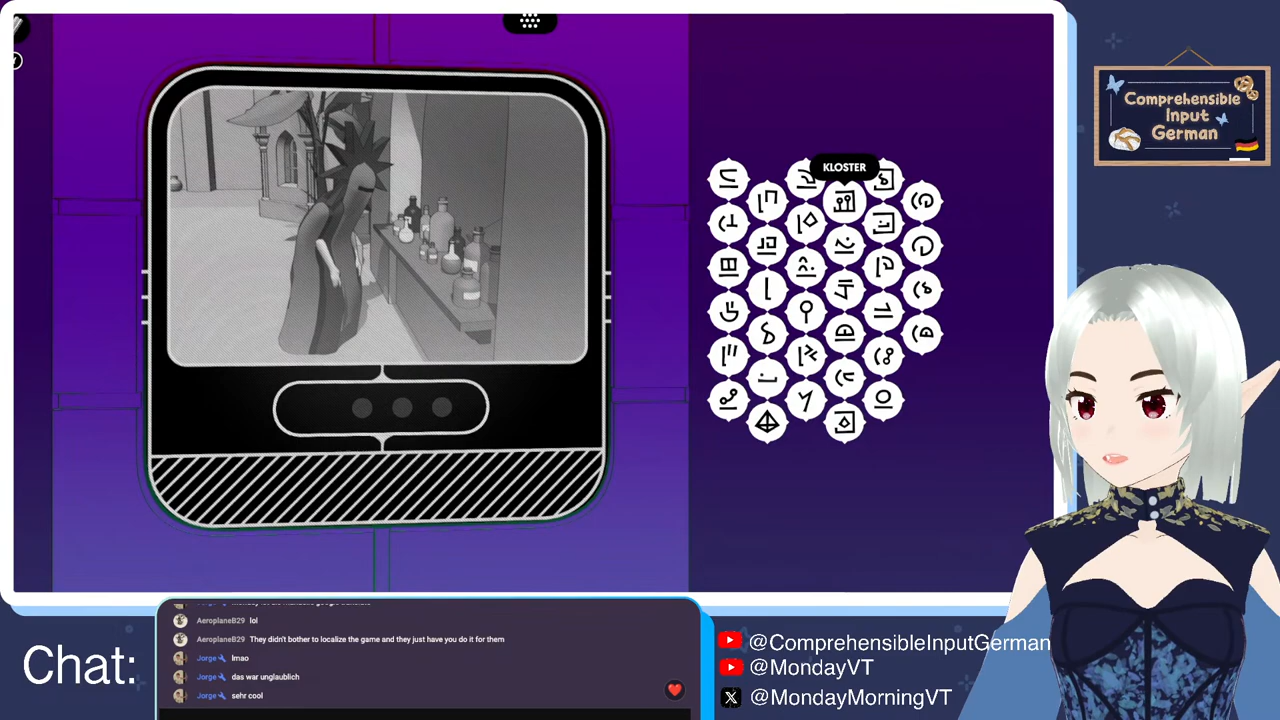 KLOSTER
Comprehensible
Input
German
Chat:
AeroplaneB29 lol
AeroplaneB29 They didn't bother to localize the game and they just have you do it for them
Jorge lmao
Jorge das war unglaublich
Jorge sehr cool
@ComprehensibleInputGerman
@MondayVT
@MondayMorningVT